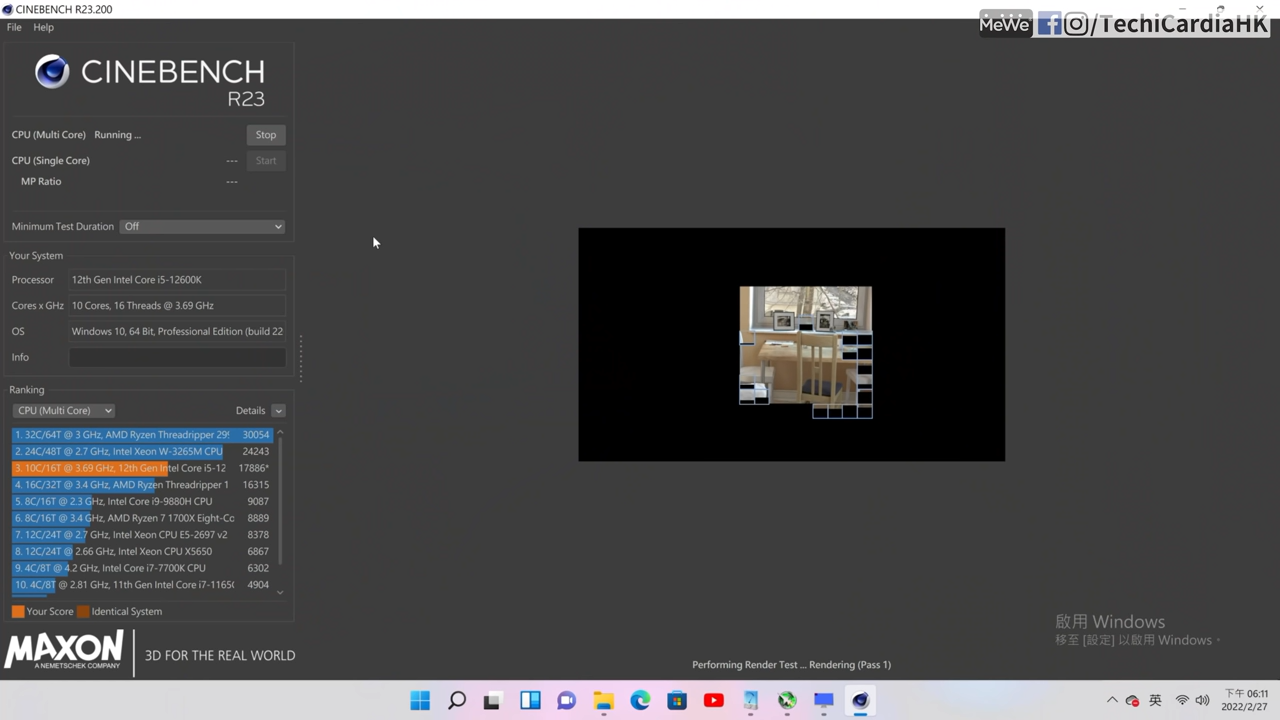 CINEBENCH R23.200
MeWe /TechiCardiaHK
File Help
CINEBENCH
R23
CPU (Multi Core) Running ... Stop
CPU (Single Core) --- Start
MP Ratio ---
Minimum Test Duration Off
Your System
Processor 12th Gen Intel Core i5-12600K
Cores x GHz 10 Cores, 16 Threads @ 3.69 GHz
OS Windows 10, 64 Bit, Professional Edition (build 22
Info
Ranking
CPU (Multi Core) Details
1. 32C/64T @ 3 GHz, AMD Ryzen Threadripper 299 30054
2. 24C/48T @ 2.7 GHz, Intel Xeon W-3265M CPU 24243
3. 10C/16T @ 3.69 GHz, 12th Gen Intel Core i5-12 17886*
4. 16C/32T @ 3.4 GHz, AMD Ryzen Threadripper 1 16315
5. 8C/16T @ 2.3 GHz, Intel Core i9-9880H CPU 9087
6. 8C/16T @ 3.4 GHz, AMD Ryzen 7 1700X Eight-Co 8889
7. 12C/24T @ 2.7 GHz, Intel Xeon CPU E5-2697 v2 8378
8. 12C/24T @ 2.66 GHz, Intel Xeon CPU X5650 6867
9. 4C/8T @ 4.2 GHz, Intel Core i7-7700K CPU 6302
10. 4C/8T @ 2.81 GHz, 11th Gen Intel Core i7-1165G 4904
Your Score Identical System
MAXON
A NEMETSCHEK COMPANY
3D FOR THE REAL WORLD
啟用 Windows
移至 [設定] 以啟用 Windows。
Performing Render Test ... Rendering (Pass 1)
英
下午 06:11
2022/2/27